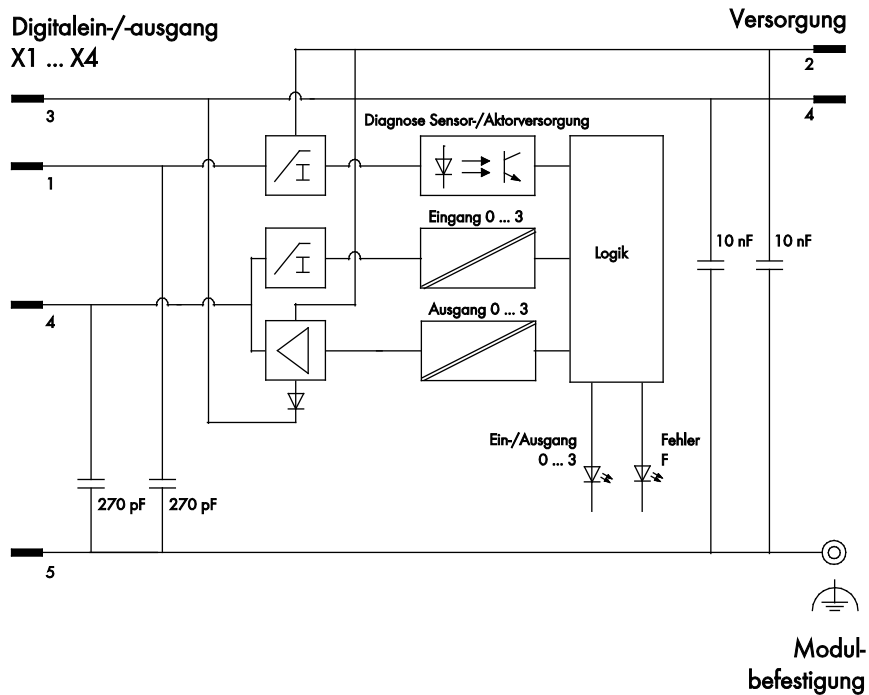 Digitalein-/-ausgang
X1 ... X4
Versorgung
2
3
4
Diagnose Sensor-/Aktorversorgung
1
Eingang 0 ... 3
Logik
10 nF
10 nF
4
Ausgang 0 ... 3
Ein-/Ausgang
0 ... 3
Fehler
F
270 pF
270 pF
5
Modul-
befestigung